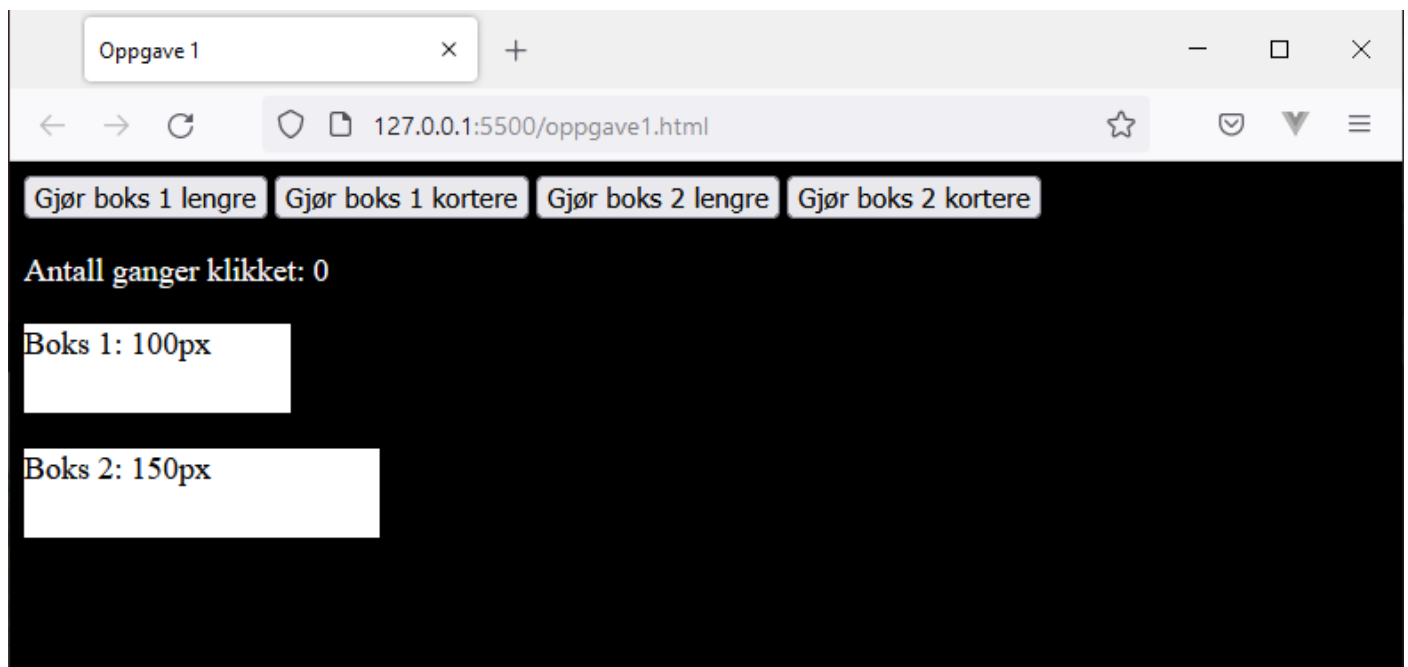 Oppgave 1
127.0.0.1:5500/oppgave1.html
Gjør boks 1 lengre Gjør boks 1 kortere Gjør boks 2 lengre Gjør boks 2 kortere
Antall ganger klikket: 0
Boks 1: 100px
Boks 2: 150px